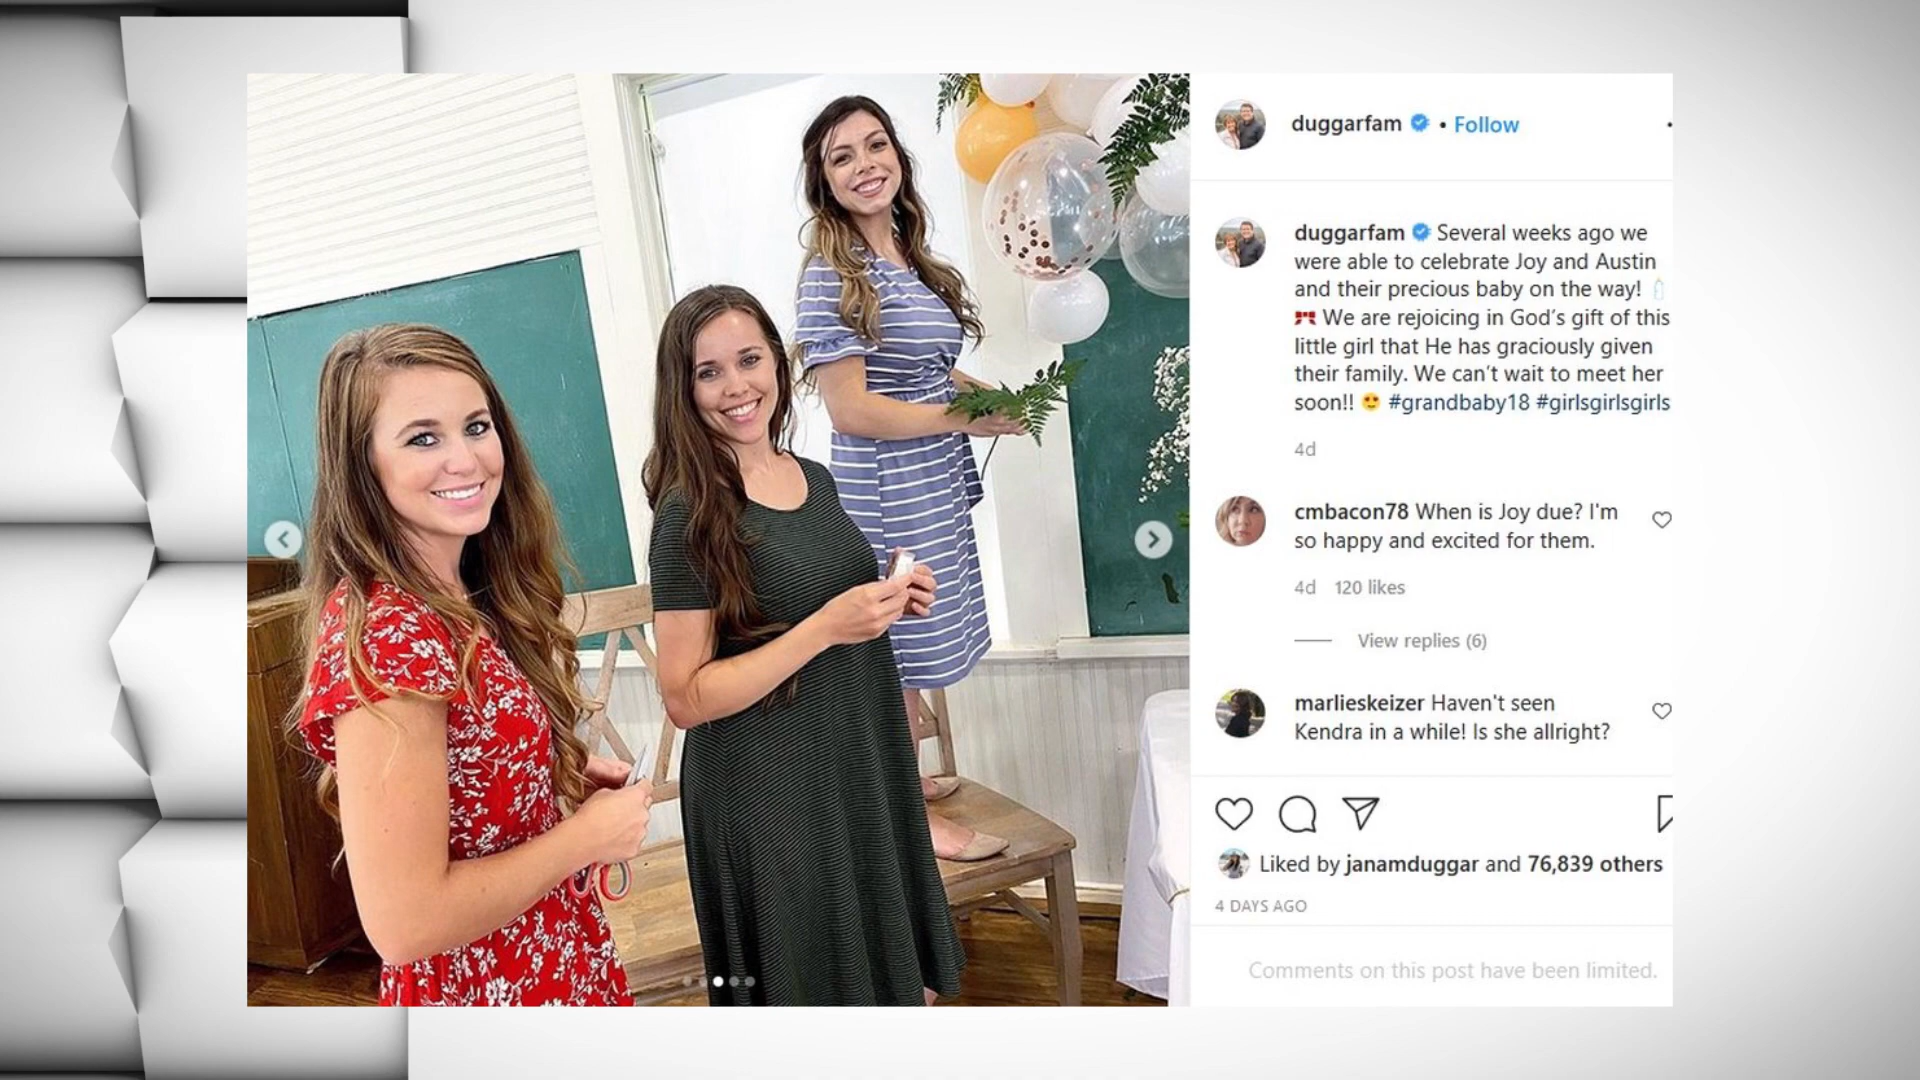 duggarfam • Follow
duggarfam Several weeks ago we
were able to celebrate Joy and Austin
and their precious baby on the way! 🍼
🎀 We are rejoicing in God's gift of this
little girl that He has graciously given
their family. We can't wait to meet her
soon!! 😍 #grandbaby18 #girlsgirlsgirls
4d
cmbacon78 When is Joy due? I'm
so happy and excited for them.
4d 120 likes
View replies (6)
marlieskeizer Haven't seen
Kendra in a while! Is she allright?
Liked by janamduggar and 76,839 others
4 DAYS AGO
Comments on this post have been limited.